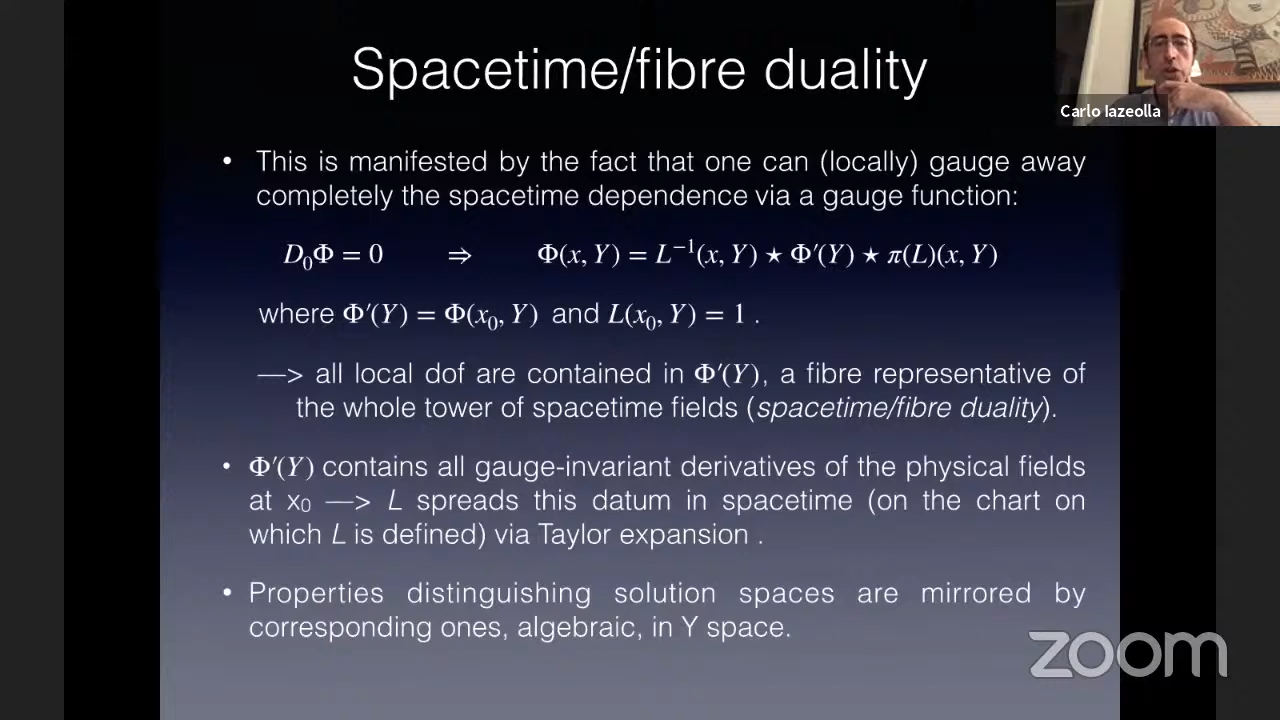 Spacetime/fibre duality
Carlo Iazeolla
• This is manifested by the fact that one can (locally) gauge away
completely the spacetime dependence via a gauge function:
D₀Φ = 0 ⇒ Φ(x, Y) = L⁻¹(x, Y) ⋆ Φ′(Y) ⋆ π(L)(x, Y)
where Φ′(Y) = Φ(x₀, Y) and L(x₀, Y) = 1 .
—> all local dof are contained in Φ′(Y), a fibre representative of
the whole tower of spacetime fields (spacetime/fibre duality).
• Φ′(Y) contains all gauge-invariant derivatives of the physical fields
at x₀ —> L spreads this datum in spacetime (on the chart on
which L is defined) via Taylor expansion .
• Properties distinguishing solution spaces are mirrored by
corresponding ones, algebraic, in Y space.
zoom